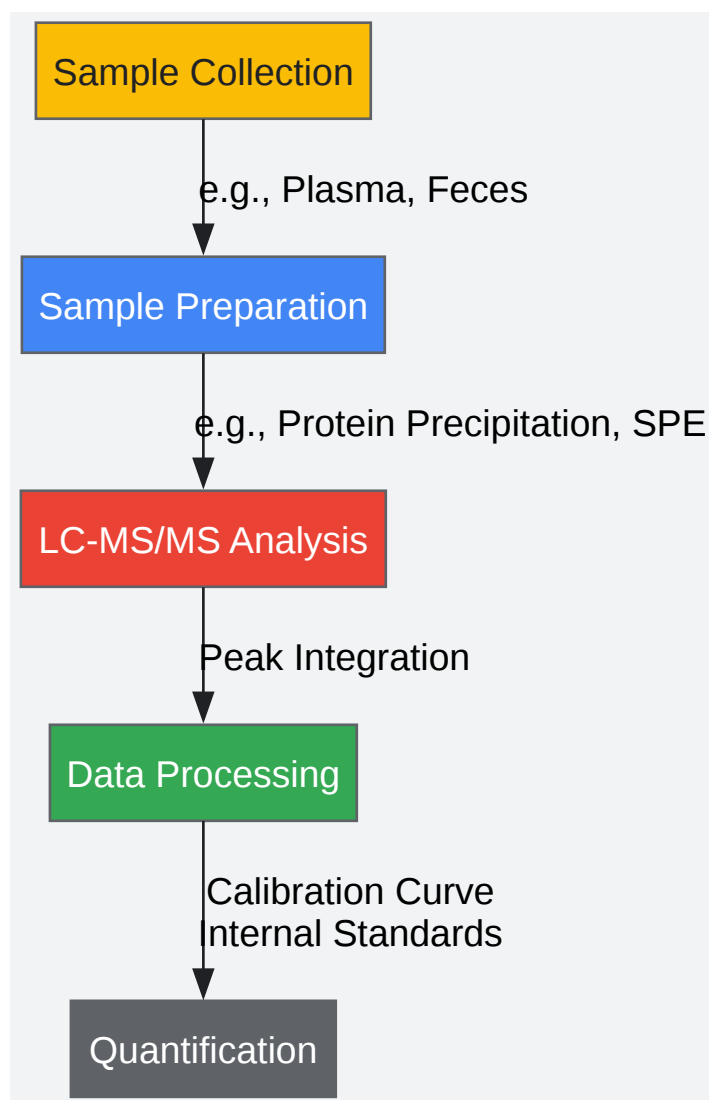 Sample Collection
e.g., Plasma, Feces
Sample Preparation
e.g., Protein Precipitation, SPE
LC-MS/MS Analysis
Peak Integration
Data Processing
Calibration Curve
Internal Standards
Quantification